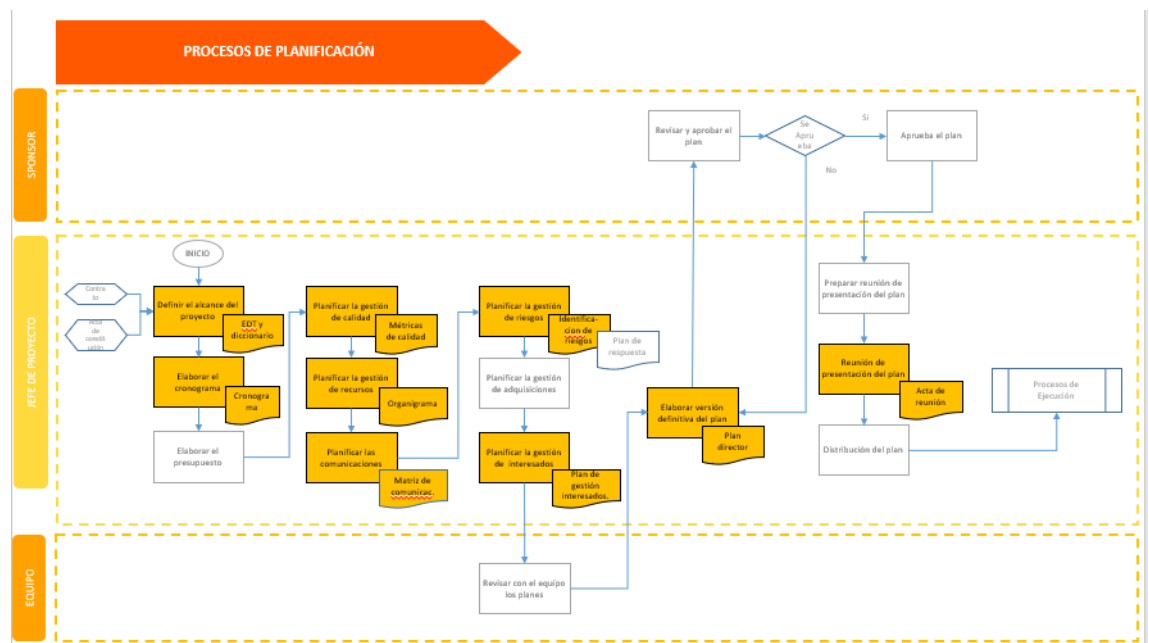 PROCESOS DE PLANIFICACIÓN
SPONSOR
Revisar y aprobar el
plan
Se
Apru
eba
Si
No
Aprueba el plan
JEFE DE PROYECTO
INICIO
Contra
to
Acta
de
constit
ución
Definir el alcance del
proyecto
EDT y
diccionario
Elaborar el
cronograma
Cronogra
ma
Elaborar el
presupuesto
Planificar la gestión
de calidad
Métricas
de calidad
Planificar la gestión
de recursos
Organigrama
Planificar las
comunicaciones
Matriz de
comunicac.
Planificar la gestión
de riesgos
Identifica-
cion de
riesgos
Plan de
respuesta
Planificar la gestión
de adquisiciones
Planificar la gestión
de interesados
Plan de
gestión
interesados.
Elaborar versión
definitiva del plan
Plan
director
Preparar reunión de
presentación del plan
Reunión de
presentación del plan
Acta de
reunión
Distribución del plan
Procesos de
Ejecución
EQUIPO
Revisar con el equipo
los planes